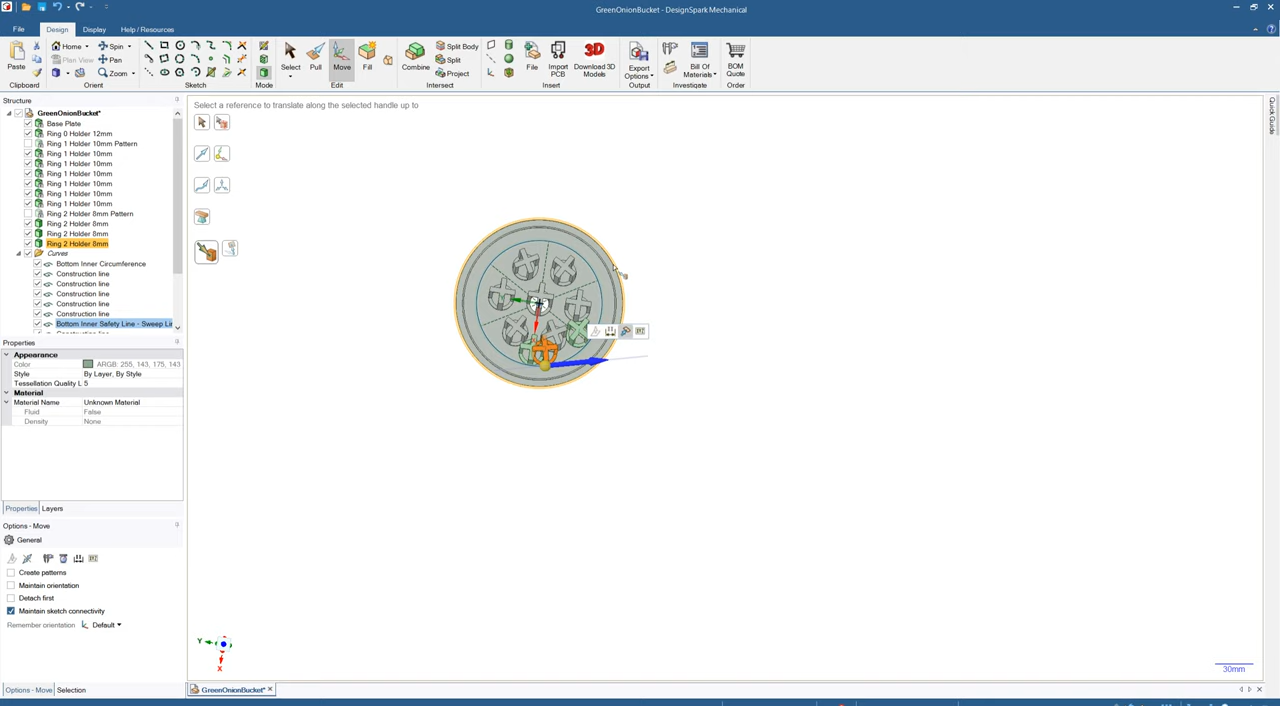 GreenOnionBucket* - DesignSpark Mechanical
File Design Display Help / Resources
Paste
Clipboard
Home Spin
Plan View Pan
Zoom
Orient
Sketch
Mode
Select
Pull
Move
Fill
Edit
Combine
Split Body
Split
Project
Intersect
File
Import PCB
Download 3D Models
Insert
Export Options
Output
Bill Of Materials
Investigate
BOM Quote
Order
Structure
GreenOnionBucket*
Base Plate
Ring 0 Holder 12mm
Ring 1 Holder 10mm Pattern
Ring 1 Holder 10mm
Ring 1 Holder 10mm
Ring 1 Holder 10mm
Ring 1 Holder 10mm
Ring 1 Holder 10mm
Ring 1 Holder 10mm
Ring 2 Holder 8mm Pattern
Ring 2 Holder 8mm
Ring 2 Holder 8mm
Ring 2 Holder 8mm
Curves
Bottom Inner Circumference
Construction line
Construction line
Construction line
Construction line
Construction line
Bottom Inner Safety Line - Sweep Li
Properties
Appearance
Color ARGB: 255, 143, 175, 143
Style By Layer, By Style
Tessellation Quality L 5
Material
Material Name Unknown Material
Fluid False
Density None
Properties Layers
Options - Move
General
Create patterns
Maintain orientation
Detach first
Maintain sketch connectivity
Remember orientation Default
Options - Move Selection
Select a reference to translate along the selected handle up to
Quick Guide
Y
X
30mm
GreenOnionBucket*